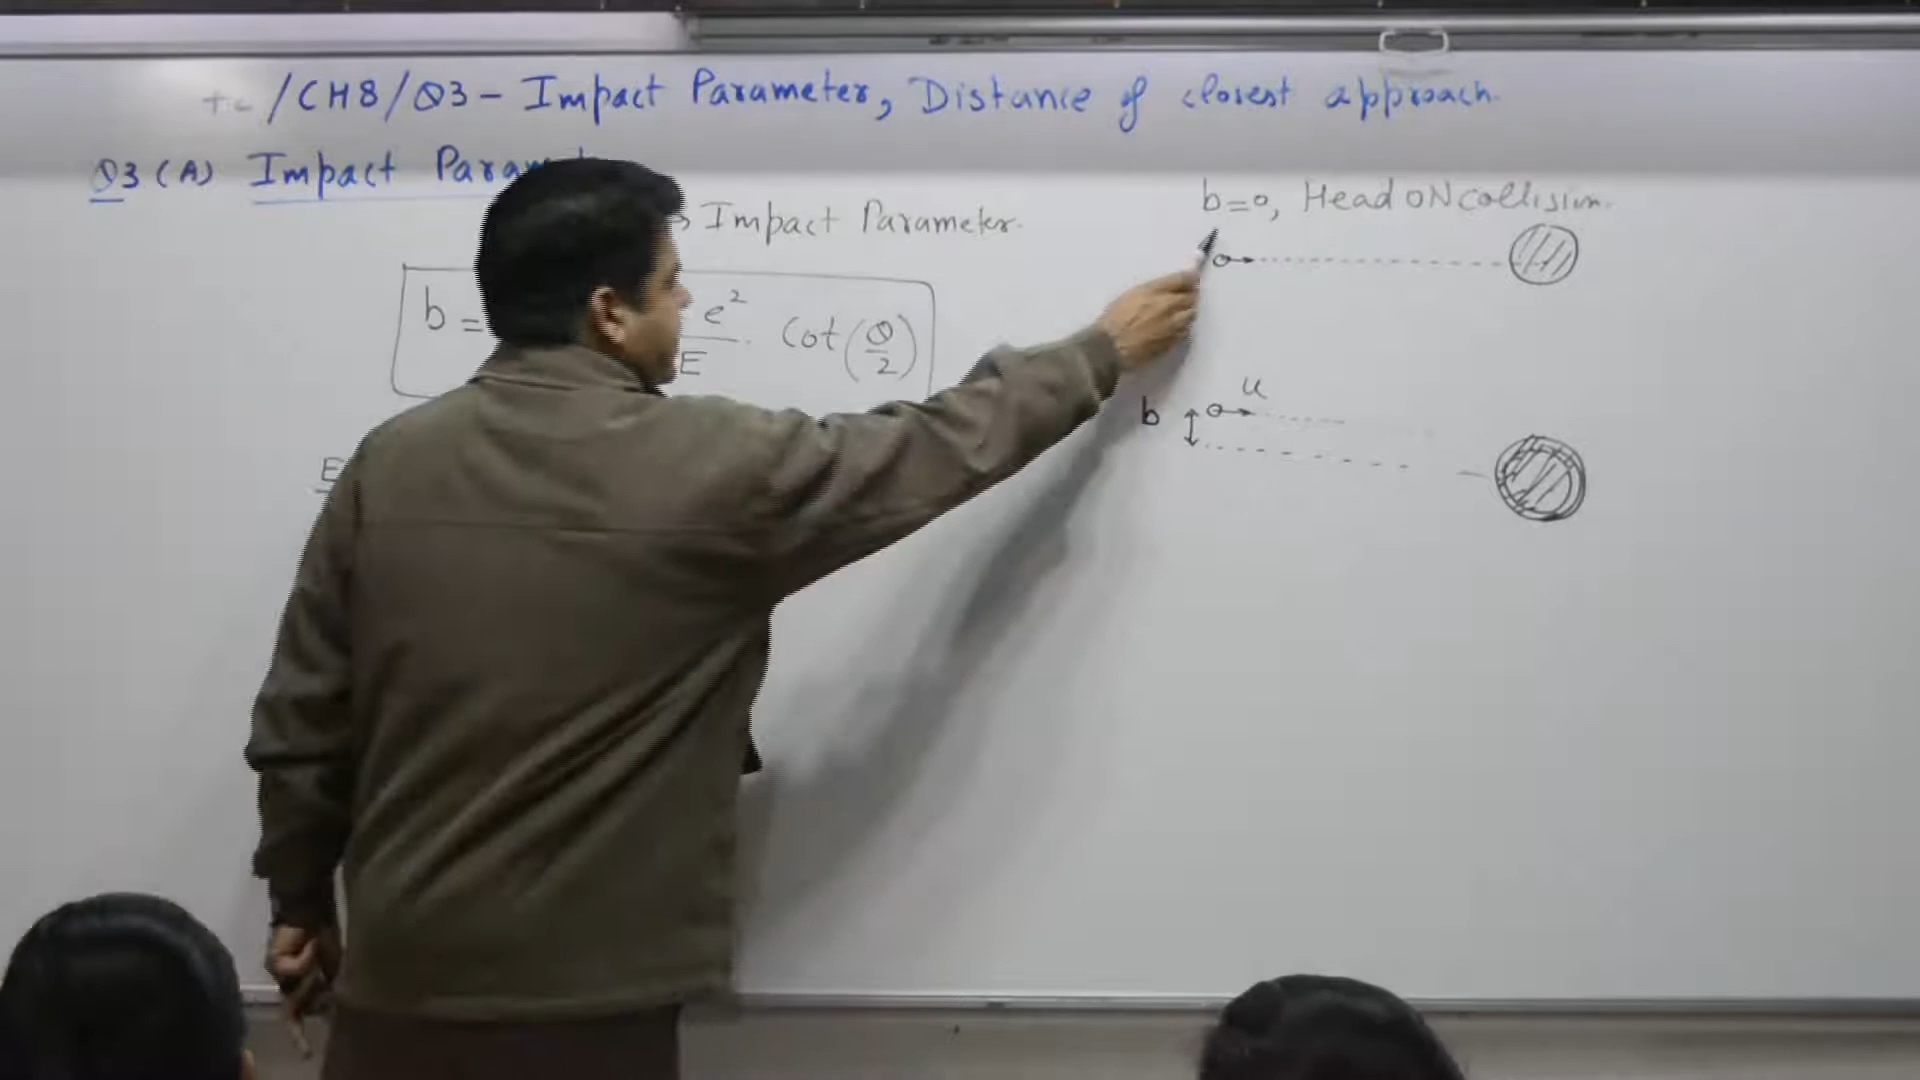 /CH8/Q3 - Impact Parameter, Distance of closest approach.
Q3 (A) Impact
→ Impact Parameter.
b = e² / E . Cot (θ/2)
E
b=0, Head ON collision.
u
b